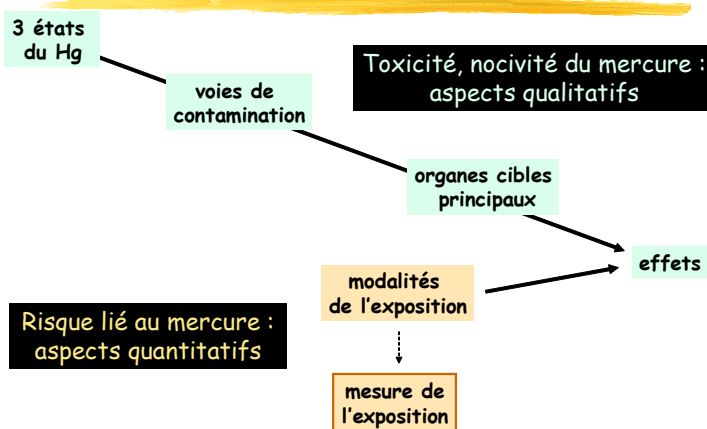 3 états
du Hg
Toxicité, nocivité du mercure :
aspects qualitatifs
voies de
contamination
organes cibles
principaux
effets
modalités
de l'exposition
Risque lié au mercure :
aspects quantitatifs
mesure de
l'exposition